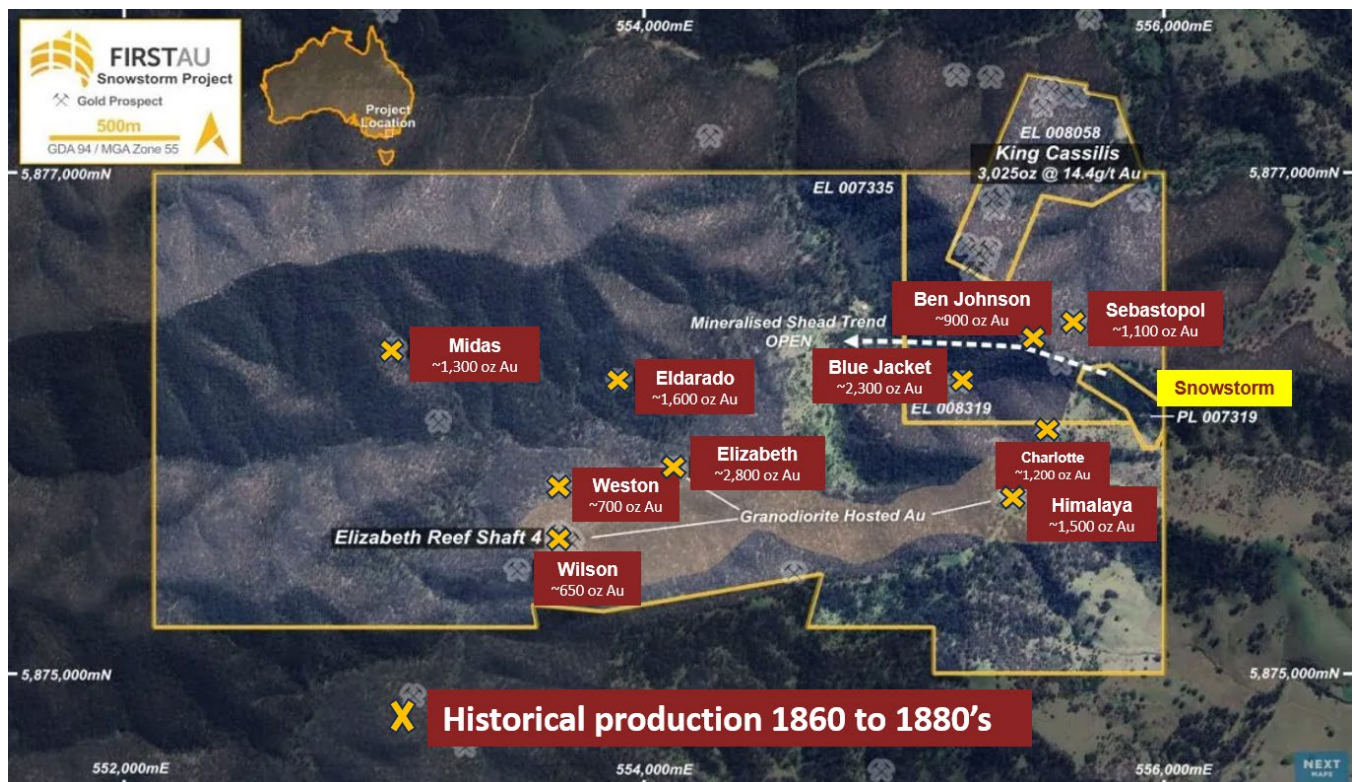 554,000mE
556,000mE
FIRSTAU
Snowstorm Project
Gold Prospect
500m
GDA 94 / MGA Zone 55
Project
Location
EL 008058
King Cassilis
3,025oz @ 14.4g/t Au
5,877,000mN
5,877,000mN
EL 007335
Ben Johnson
~900 oz Au
Sebastopol
~1,100 oz Au
Mineralised Shead Trend
OPEN
Midas
~1,300 oz Au
Eldarado
~1,600 oz Au
Blue Jacket
~2,300 oz Au
Snowstorm
EL 008319
PL 007319
Elizabeth
~2,800 oz Au
Charlotte
~1,200 oz Au
Weston
~700 oz Au
Himalaya
~1,500 oz Au
Granodiorite Hosted Au
Elizabeth Reef Shaft 4
Wilson
~650 oz Au
5,875,000mN
5,875,000mN
Historical production 1860 to 1880’s
552,000mE
554,000mE
556,000mE
NEXT
MAPS